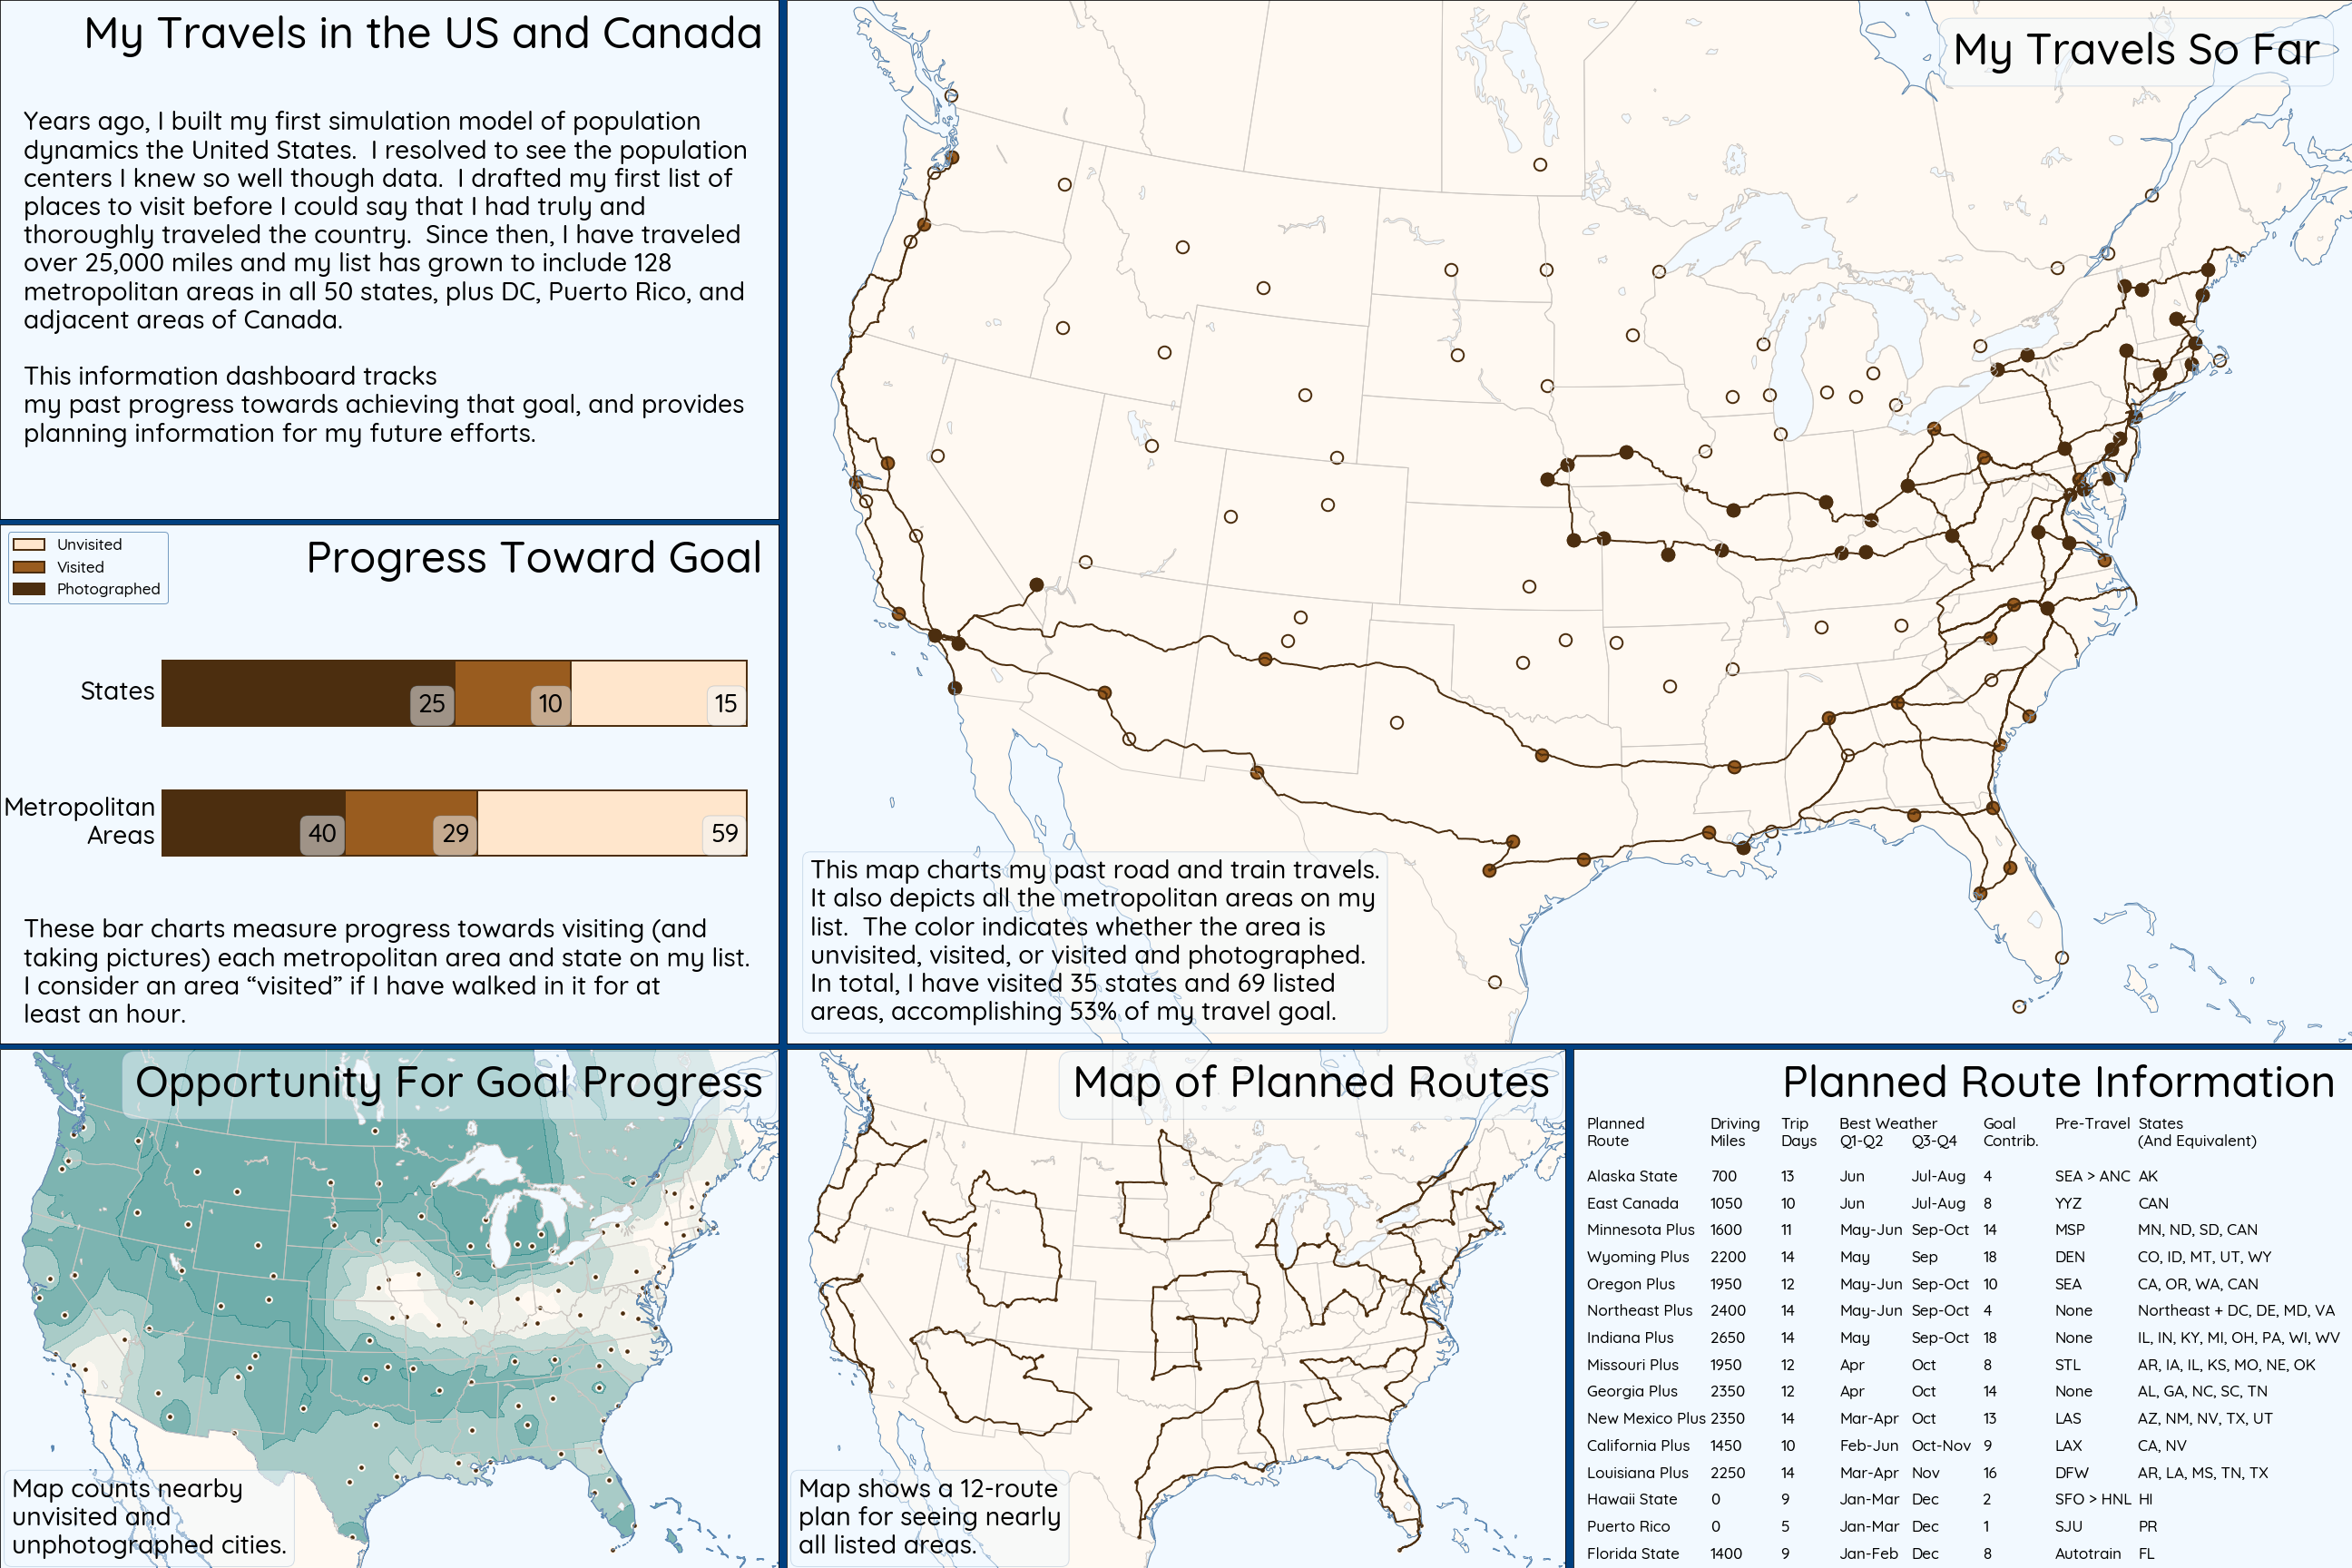 My Travels in the US and Canada
Years ago, I built my first simulation model of population
dynamics the United States.  I resolved to see the population
centers I knew so well though data.  I drafted my first list of
places to visit before I could say that I had truly and
thoroughly traveled the country.  Since then, I have traveled
over 25,000 miles and my list has grown to include 128
metropolitan areas in all 50 states, plus DC, Puerto Rico, and
adjacent areas of Canada.
This information dashboard tracks
my past progress towards achieving that goal, and provides
planning information for my future efforts.
My Travels So Far
This map charts my past road and train travels.
It also depicts all the metropolitan areas on my
list.  The color indicates whether the area is
unvisited, visited, or visited and photographed.
In total, I have visited 35 states and 69 listed
areas, accomplishing 53% of my travel goal.
Progress Toward Goal
Unvisited
Visited
Photographed
States 25 10 15
Metropolitan
Areas 40 29 59
These bar charts measure progress towards visiting (and
taking pictures) each metropolitan area and state on my list.
I consider an area “visited” if I have walked in it for at
least an hour.
Opportunity For Goal Progress
Map counts nearby
unvisited and
unphotographed cities.
Map of Planned Routes
Map shows a 12-route
plan for seeing nearly
all listed areas.
Planned Route Information
Planned Driving Trip Best Weather Goal Pre-Travel States
Route Miles Days Q1-Q2 Q3-Q4 Contrib. (And Equivalent)
Alaska State 700 13 Jun Jul-Aug 4 SEA > ANC AK
East Canada 1050 10 Jun Jul-Aug 8 YYZ CAN
Minnesota Plus 1600 11 May-Jun Sep-Oct 14 MSP MN, ND, SD, CAN
Wyoming Plus 2200 14 May Sep 18 DEN CO, ID, MT, UT, WY
Oregon Plus 1950 12 May-Jun Sep-Oct 10 SEA CA, OR, WA, CAN
Northeast Plus 2400 14 May-Jun Sep-Oct 4 None Northeast + DC, DE, MD, VA
Indiana Plus 2650 14 May Sep-Oct 18 None IL, IN, KY, MI, OH, PA, WI, WV
Missouri Plus 1950 12 Apr Oct 8 STL AR, IA, IL, KS, MO, NE, OK
Georgia Plus 2350 12 Apr Oct 14 None AL, GA, NC, SC, TN
New Mexico Plus 2350 14 Mar-Apr Oct 13 LAS AZ, NM, NV, TX, UT
California Plus 1450 10 Feb-Jun Oct-Nov 9 LAX CA, NV
Louisiana Plus 2250 14 Mar-Apr Nov 16 DFW AR, LA, MS, TN, TX
Hawaii State 0 9 Jan-Mar Dec 2 SFO > HNL HI
Puerto Rico 0 5 Jan-Mar Dec 1 SJU PR
Florida State 1400 9 Jan-Feb Dec 8 Autotrain FL